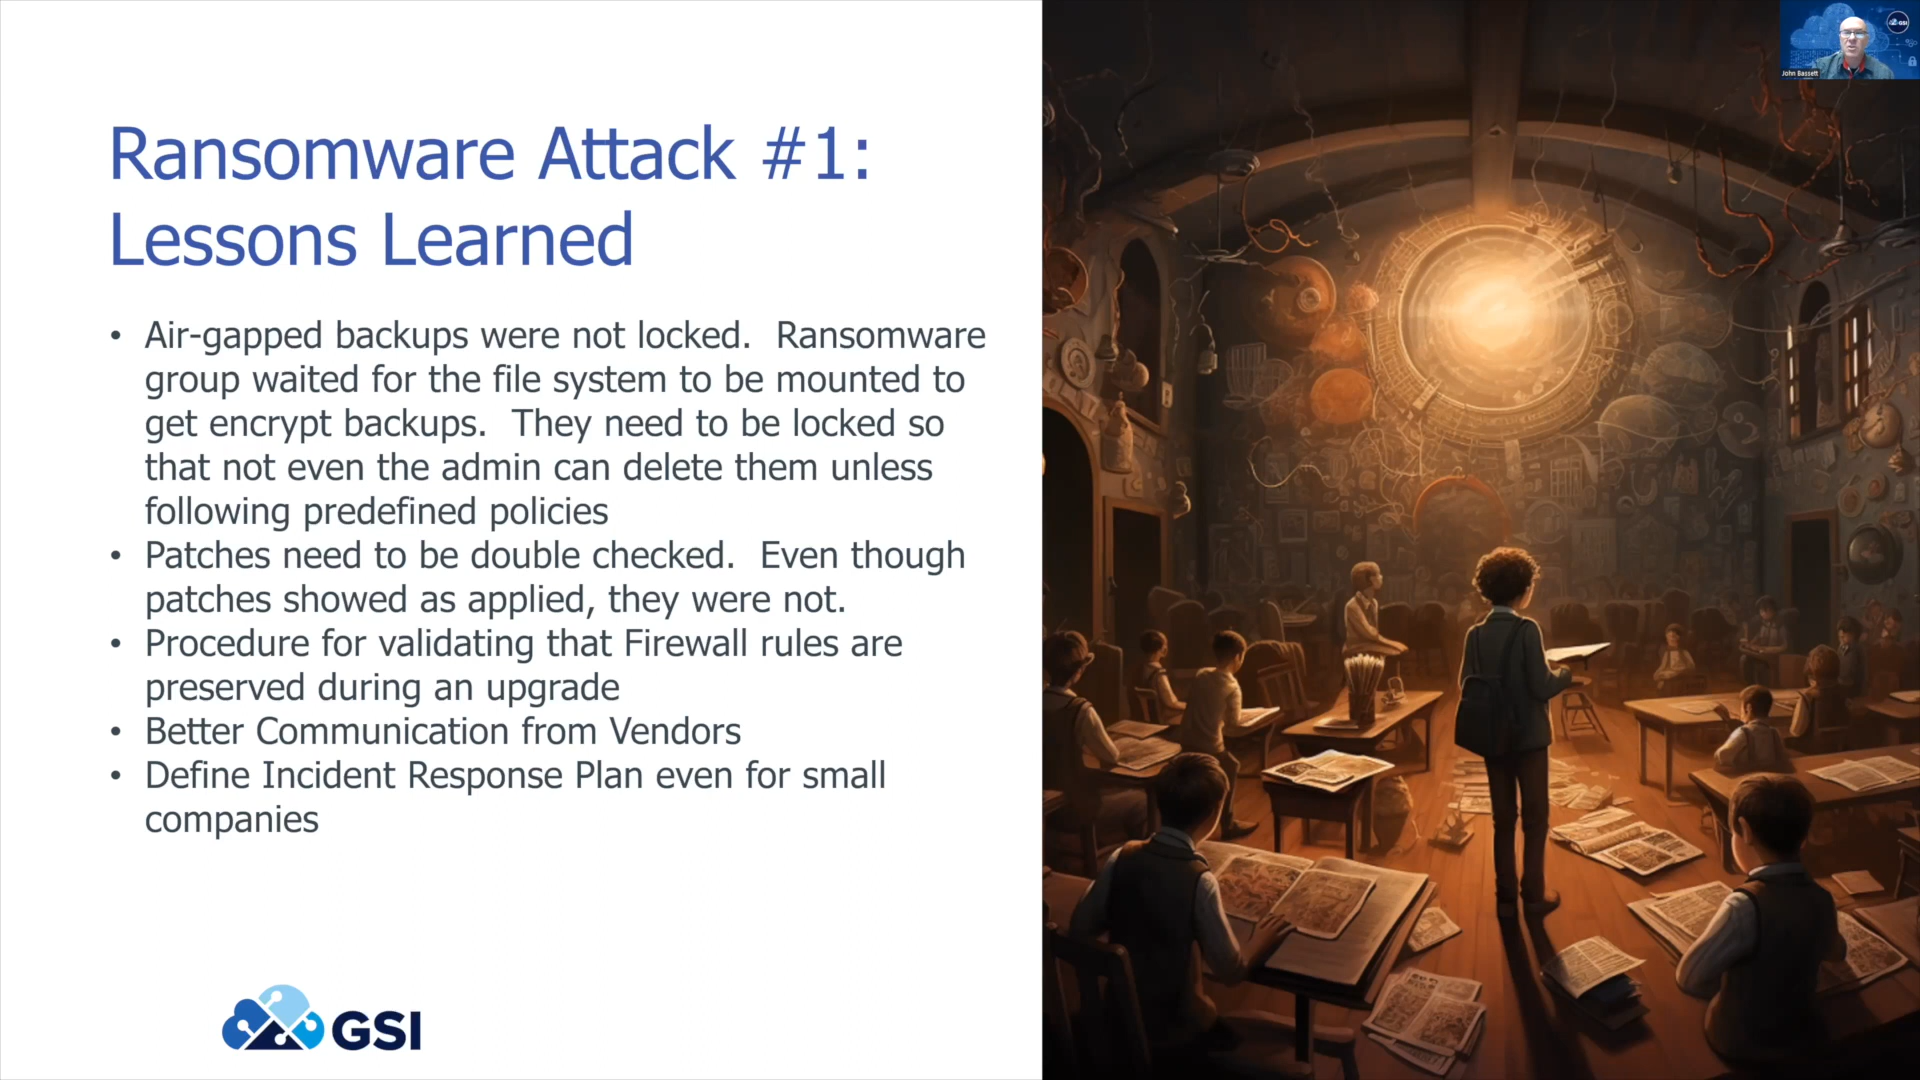 Ransomware Attack #1:
Lessons Learned
• Air-gapped backups were not locked.  Ransomware
group waited for the file system to be mounted to
get encrypt backups.  They need to be locked so
that not even the admin can delete them unless
following predefined policies
• Patches need to be double checked.  Even though
patches showed as applied, they were not.
• Procedure for validating that Firewall rules are
preserved during an upgrade
• Better Communication from Vendors
• Define Incident Response Plan even for small
companies
GSI
John Bassett
GSI